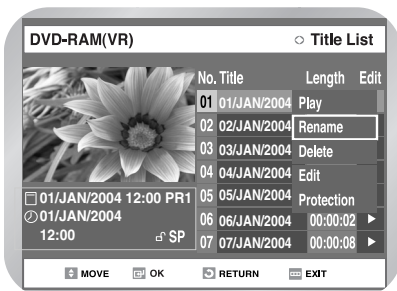 DVD-RAM(VR) Title List
No. Title Length Edit
01 01/JAN/2004 Play
02 02/JAN/2004 Rename
03 03/JAN/2004 Delete
04 04/JAN/2004 Edit
05 05/JAN/2004 Protection
06 06/JAN/2004 00:00:02
07 07/JAN/2004 00:00:08
01/JAN/2004 12:00 PR1
01/JAN/2004
12:00 SP
MOVE OK RETURN EXIT